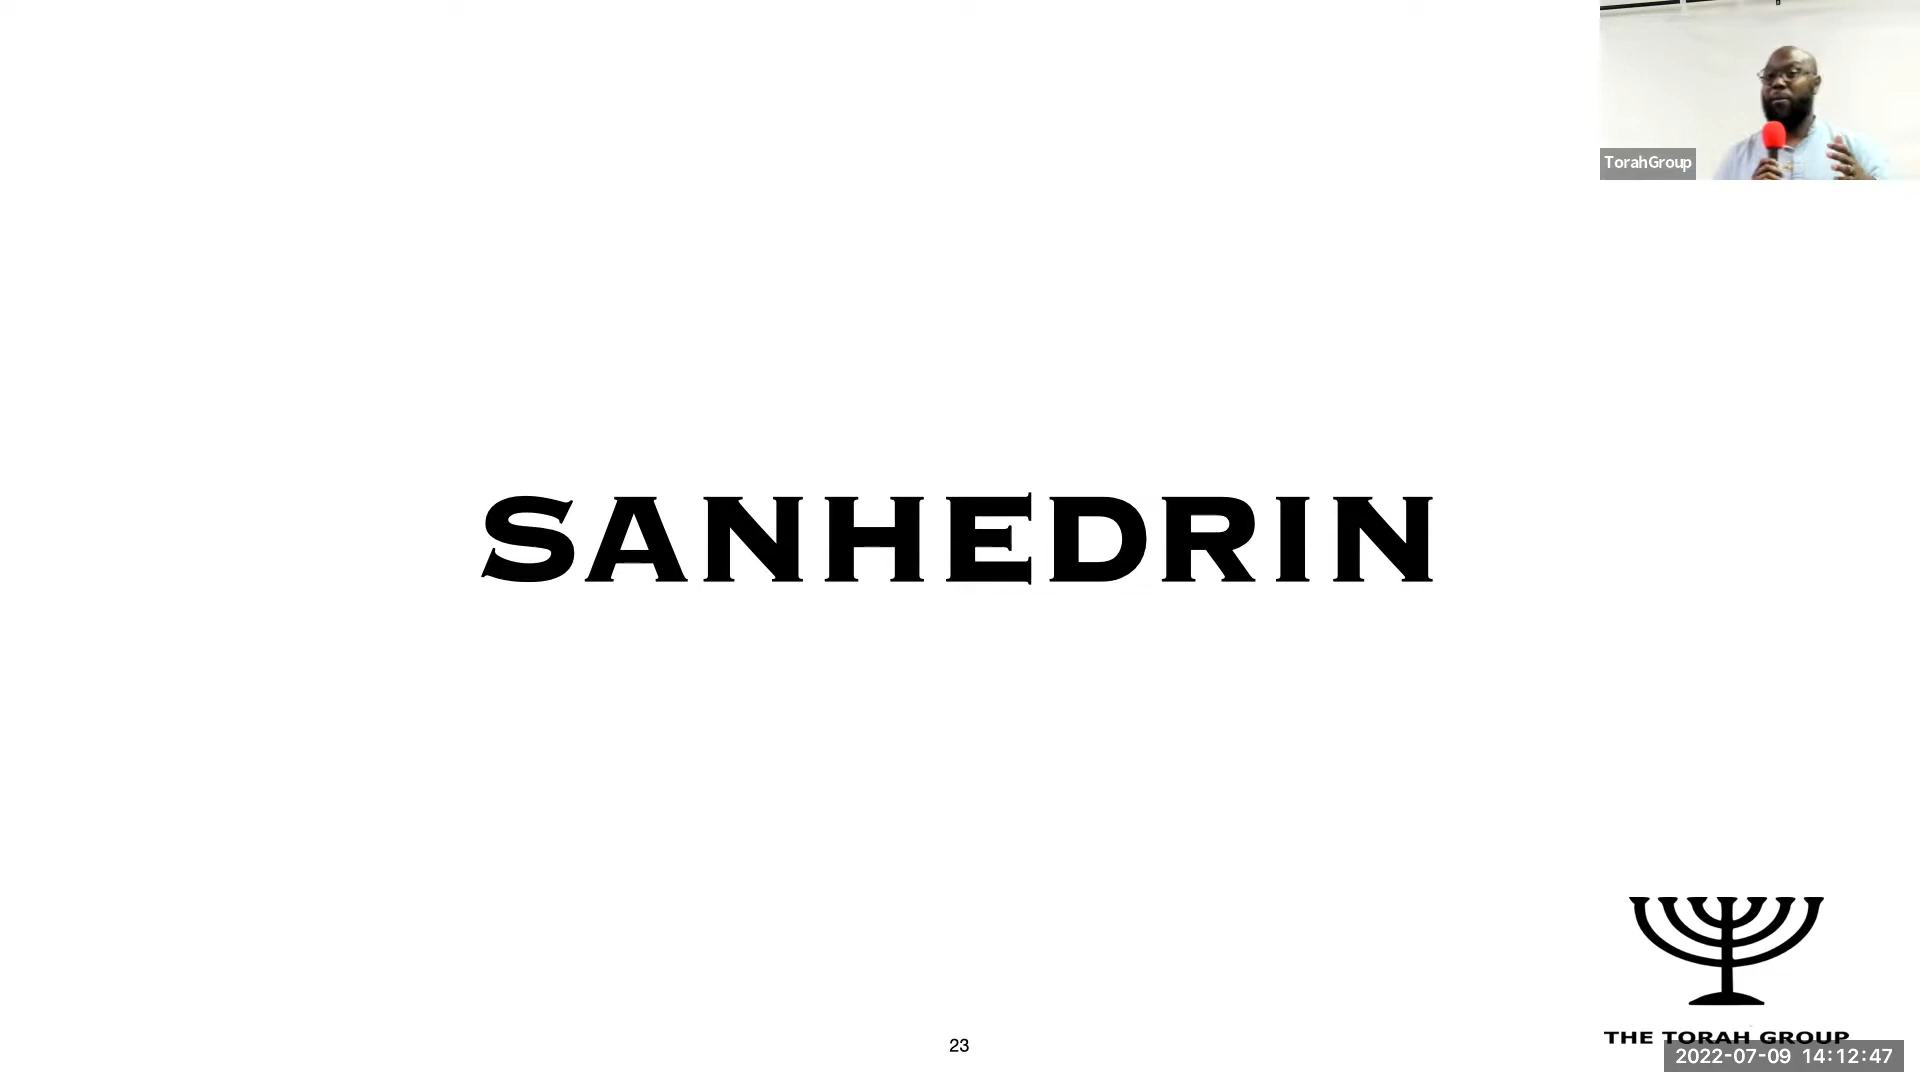 TorahGroup
SANHEDRIN
23
THE TORAH GROUP
2022-07-09 14:12:47